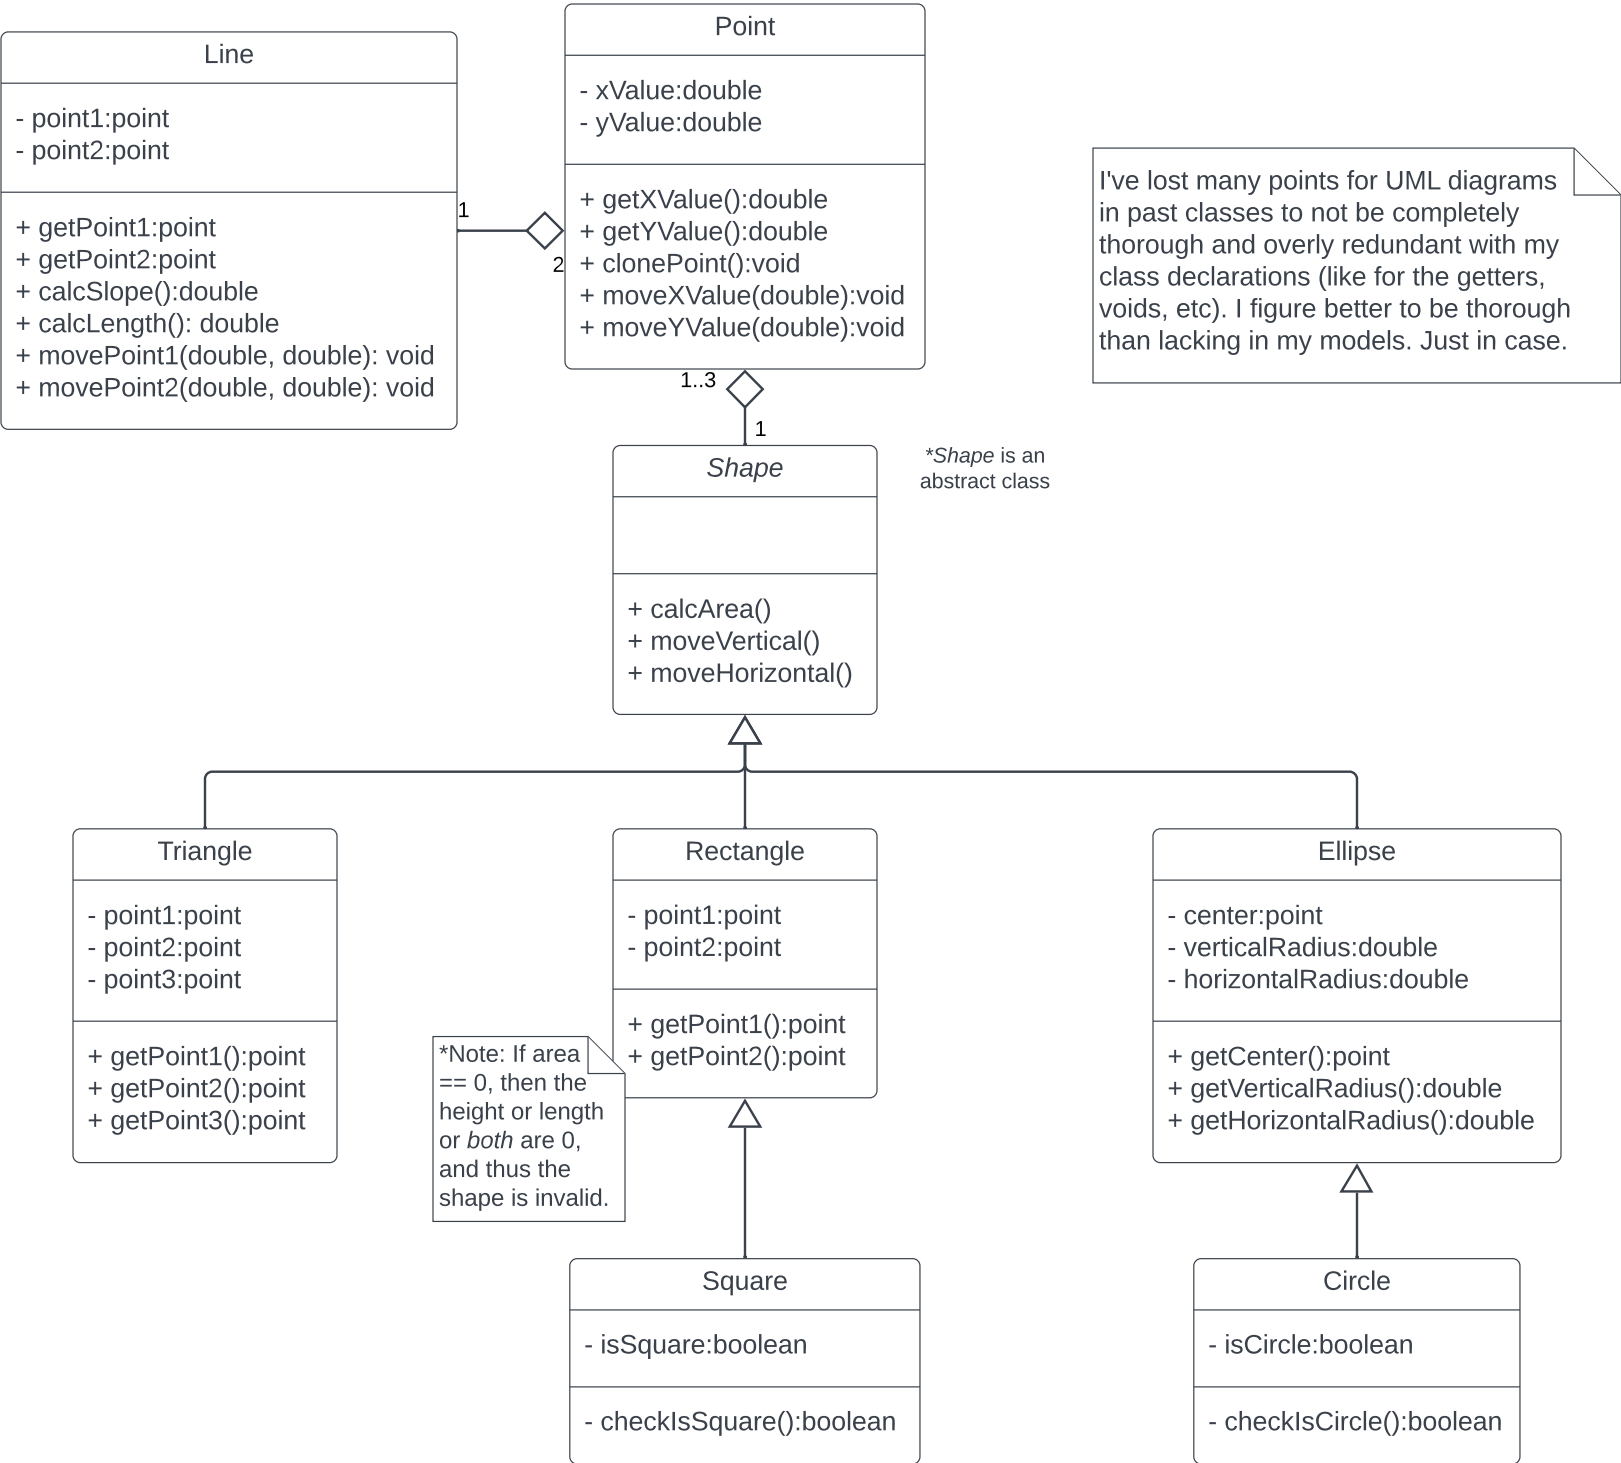 Line
- point1:point
- point2:point
+ getPoint1:point
+ getPoint2:point
+ calcSlope():double
+ calcLength(): double
+ movePoint1(double, double): void
+ movePoint2(double, double): void
1
2
Point
- xValue:double
- yValue:double
+ getXValue():double
+ getYValue():double
+ clonePoint():void
+ moveXValue(double):void
+ moveYValue(double):void
I've lost many points for UML diagrams
in past classes to not be completely
thorough and overly redundant with my
class declarations (like for the getters,
voids, etc). I figure better to be thorough
than lacking in my models. Just in case.
1..3
1
Shape
+ calcArea()
+ moveVertical()
+ moveHorizontal()
*Shape is an
abstract class
Triangle
- point1:point
- point2:point
- point3:point
+ getPoint1():point
+ getPoint2():point
+ getPoint3():point
Rectangle
- point1:point
- point2:point
+ getPoint1():point
+ getPoint2():point
*Note: If area
== 0, then the
height or length
or both are 0,
and thus the
shape is invalid.
Ellipse
- center:point
- verticalRadius:double
- horizontalRadius:double
+ getCenter():point
+ getVerticalRadius():double
+ getHorizontalRadius():double
Square
- isSquare:boolean
- checkIsSquare():boolean
Circle
- isCircle:boolean
- checkIsCircle():boolean